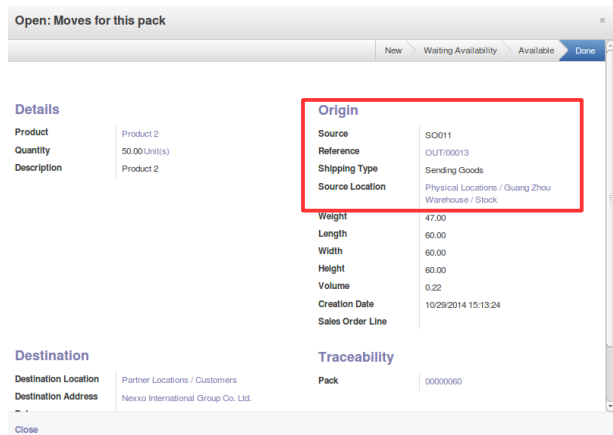 Open: Moves for this pack ×
New Waiting Availability Available Done
Details
Product Product 2
Quantity 50.00 Unit(s)
Description Product 2
Origin
Source SO011
Reference OUT/00013
Shipping Type Sending Goods
Source Location Physical Locations / Guang Zhou
Warehouse / Stock
Weight 47.00
Length 60.00
Width 60.00
Height 60.00
Volume 0.22
Creation Date 10/29/2014 15:13:24
Sales Order Line
Destination
Destination Location Partner Locations / Customers
Destination Address Nexxo International Group Co. Ltd.
Traceability
Pack 00000060
Close